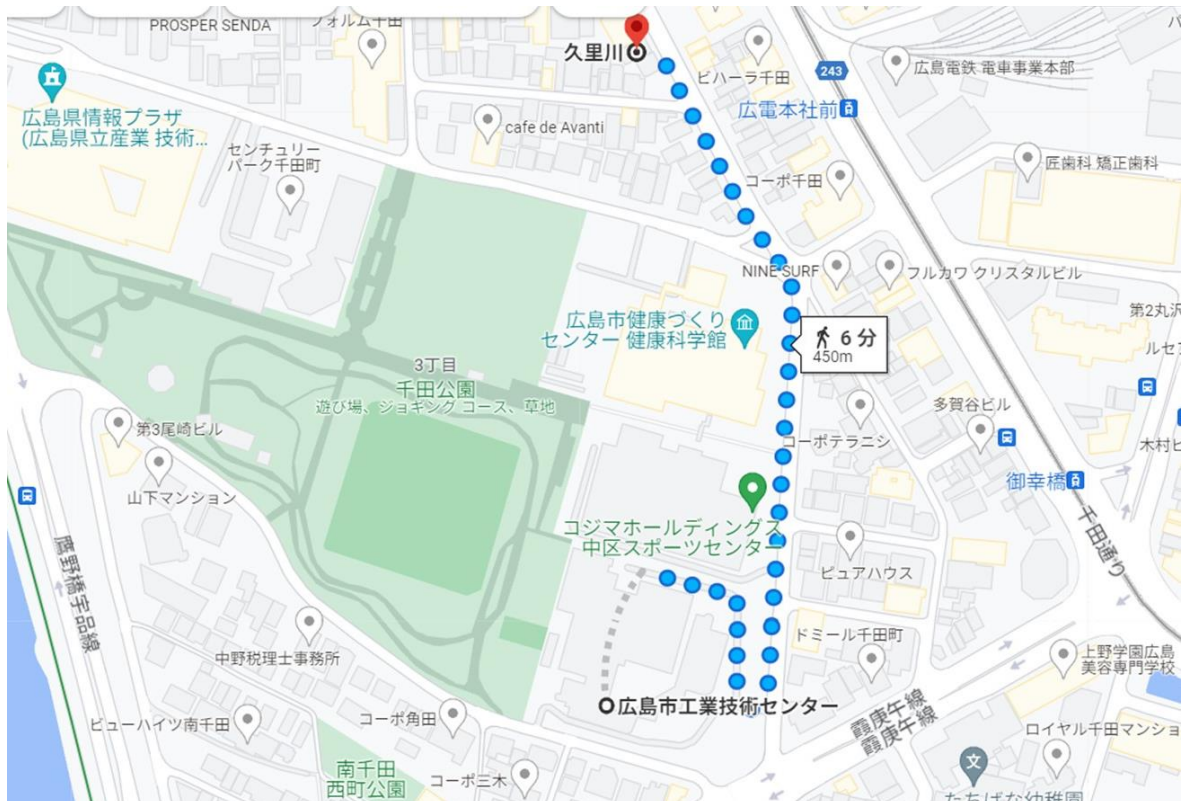 PROSPER SENDA
フォルム千田
久里川
ビハーラ千田
243
広島電鉄 電車事業本部
広島県情報プラザ
(広島県立産業 技術...
広電本社前
cafe de Avanti
センチュリー
パーク千田町
コーポ千田
匠歯科 矯正歯科
NINE SURF
フルカワ クリスタルビル
第2丸沢
広島市健康づくり
センター 健康科学館
6 分
450m
3丁目
千田公園
遊び場、ジョギング コース、草地
第3尾崎ビル
多賀谷ビル
コーポテラニシ
山下マンション
御幸橋
千田通り
コジマホールディングス
中区スポーツセンター
ピュアハウス
鷹野橋宇品線
中野税理士事務所
ドミール千田町
上野学園広島
美容専門学校
広島市工業技術センター
霞庚午線
霞庚午線
ビューハイツ南千田
コーポ角田
ロイヤル千田マンショ
南千田
西町公園
コーポ三木
文
たちばな幼稚園